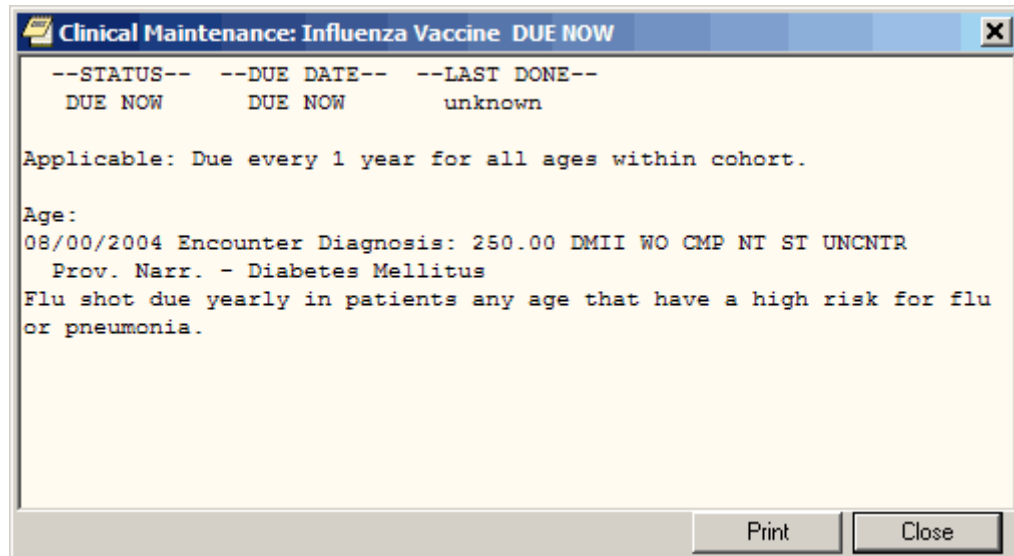 Clinical Maintenance: Influenza Vaccine DUE NOW
--STATUS-- --DUE DATE-- --LAST DONE--
DUE NOW DUE NOW unknown
Applicable: Due every 1 year for all ages within cohort.
Age:
08/00/2004 Encounter Diagnosis: 250.00 DMII WO CMP NT ST UNCNTR
Prov. Narr. - Diabetes Mellitus
Flu shot due yearly in patients any age that have a high risk for flu
or pneumonia.
Print Close